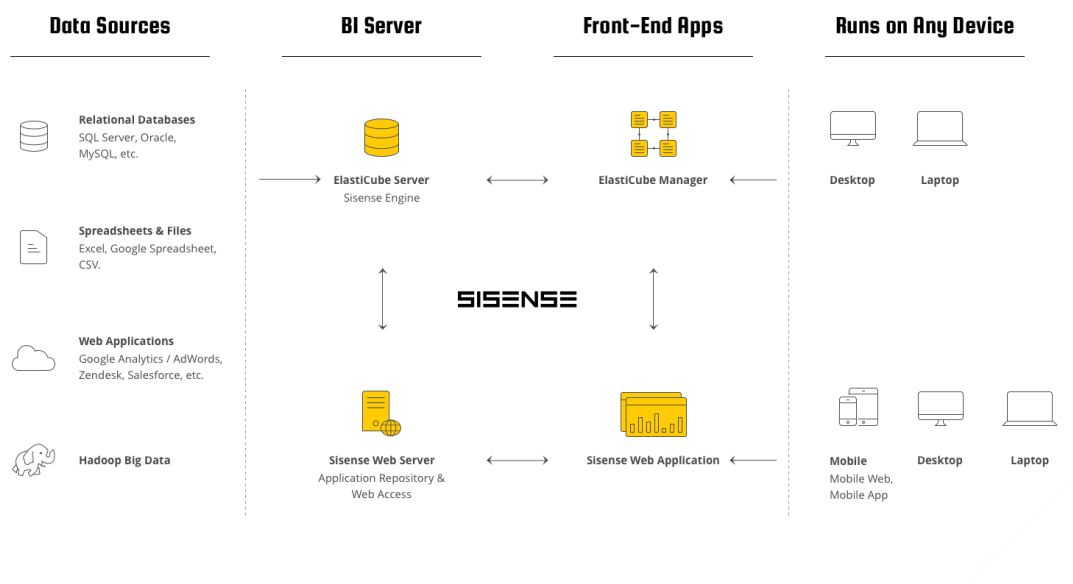 Data Sources
BI Server
Front-End Apps
Runs on Any Device
Relational Databases
SQL Server, Oracle,
MySQL, etc.
Spreadsheets & Files
Excel, Google Spreadsheet,
CSV.
Web Applications
Google Analytics / AdWords,
Zendesk, Salesforce, etc.
Hadoop Big Data
ElastiCube Server
Sisense Engine
ElastiCube Manager
SISENSE
Sisense Web Server
Application Repository &
Web Access
Sisense Web Application
Desktop
Laptop
Mobile
Mobile Web,
Mobile App
Desktop
Laptop